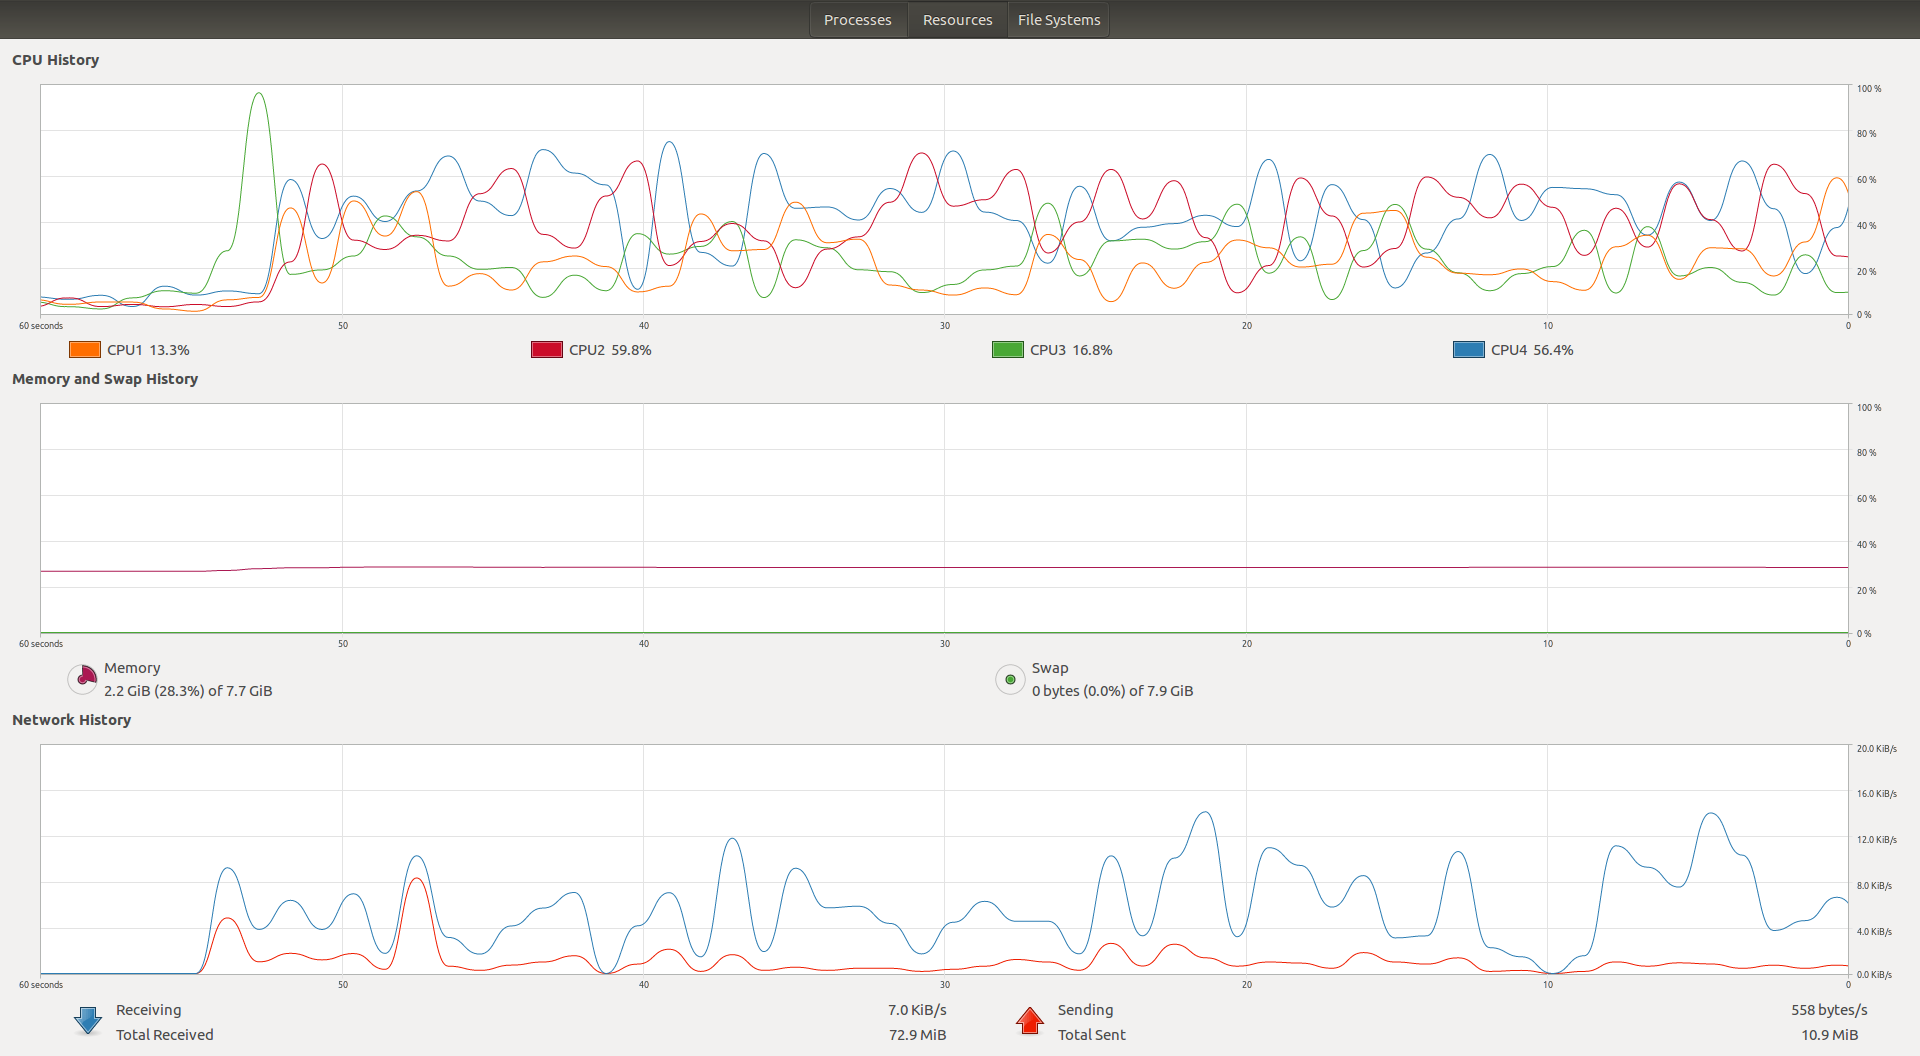 Processes Resources File Systems
CPU History
100 %
80 %
60 %
40 %
20 %
0 %
60 seconds 50 40 30 20 10 0
CPU1 13.3% CPU2 59.8% CPU3 16.8% CPU4 56.4%
Memory and Swap History
100 %
80 %
60 %
40 %
20 %
0 %
60 seconds 50 40 30 20 10 0
Memory Swap
2.2 GiB (28.3%) of 7.7 GiB 0 bytes (0.0%) of 7.9 GiB
Network History
20.0 KiB/s
16.0 KiB/s
12.0 KiB/s
8.0 KiB/s
4.0 KiB/s
0.0 KiB/s
60 seconds 50 40 30 20 10 0
Receiving 7.0 KiB/s Sending 558 bytes/s
Total Received 72.9 MiB Total Sent 10.9 MiB